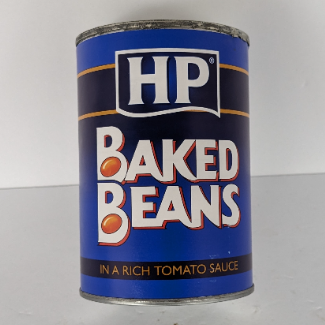 HP®
BAKED
BEANS
IN A RICH TOMATO SAUCE